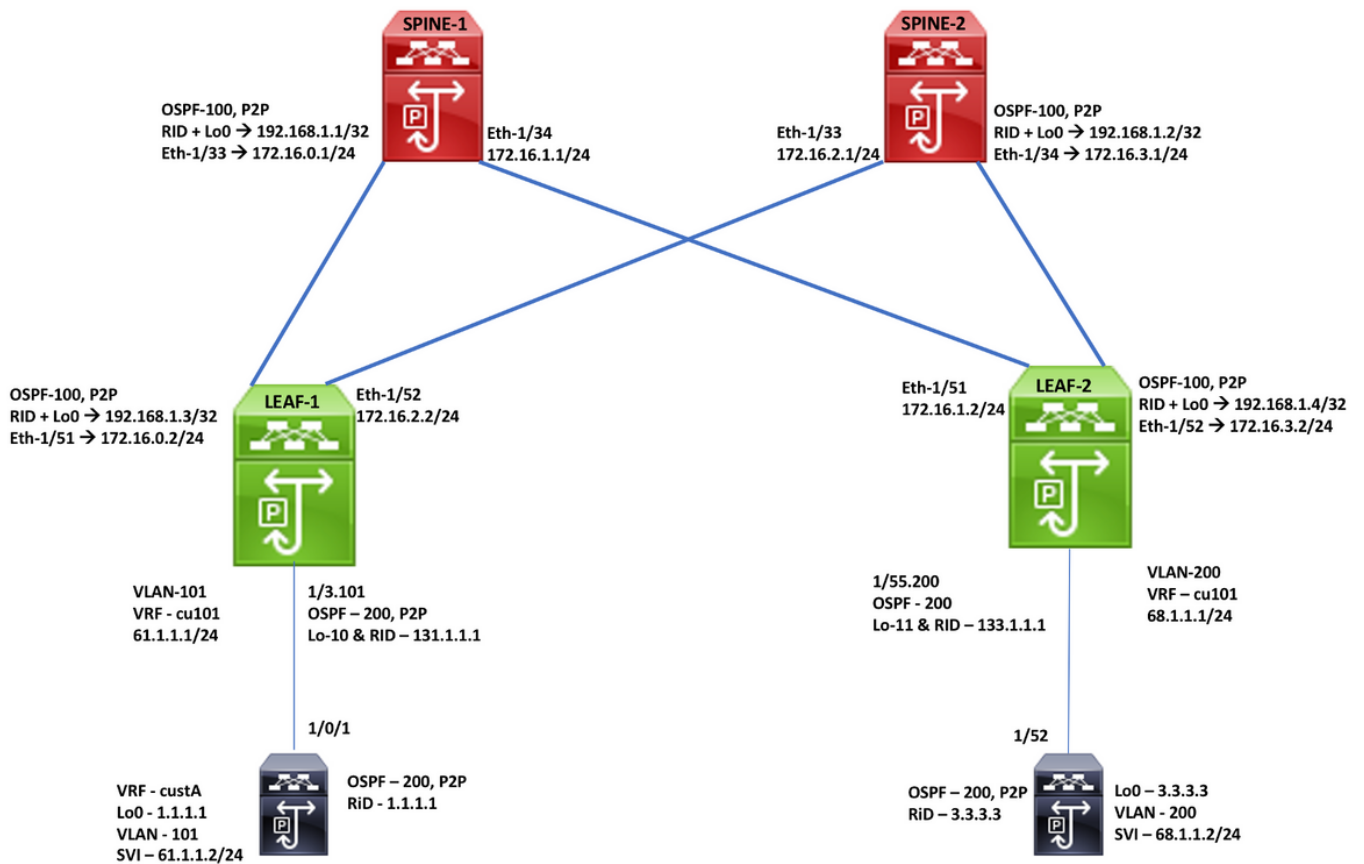 SPINE-1
SPINE-2
OSPF-100, P2P
RID + Lo0 → 192.168.1.1/32
Eth-1/33 → 172.16.0.1/24
Eth-1/34
172.16.1.1/24
Eth-1/33
172.16.2.1/24
OSPF-100, P2P
RID + Lo0 → 192.168.1.2/32
Eth-1/34 → 172.16.3.1/24
P
P
OSPF-100, P2P
RID + Lo0 → 192.168.1.3/32
Eth-1/51 → 172.16.0.2/24
LEAF-1
Eth-1/52
172.16.2.2/24
Eth-1/51
172.16.1.2/24
LEAF-2
OSPF-100, P2P
RID + Lo0 → 192.168.1.4/32
Eth-1/52 → 172.16.3.2/24
P
P
VLAN-101
VRF - cu101
61.1.1.1/24
1/3.101
OSPF – 200, P2P
Lo-10 & RID – 131.1.1.1
1/55.200
OSPF - 200
Lo-11 & RID – 133.1.1.1
VLAN-200
VRF – cu101
68.1.1.1/24
1/0/1
1/52
VRF - custA
Lo0 - 1.1.1.1
VLAN - 101
SVI – 61.1.1.2/24
P
OSPF – 200, P2P
RiD - 1.1.1.1
OSPF – 200, P2P
RiD – 3.3.3.3
P
Lo0 – 3.3.3.3
VLAN - 200
SVI – 68.1.1.2/24